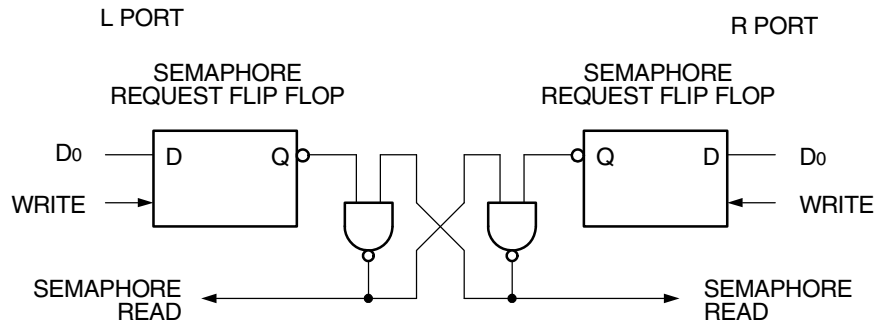 L PORT
R PORT
SEMAPHORE
REQUEST FLIP FLOP
SEMAPHORE
REQUEST FLIP FLOP
D0
D
Q
Q
D
D0
WRITE
WRITE
SEMAPHORE
READ
SEMAPHORE
READ